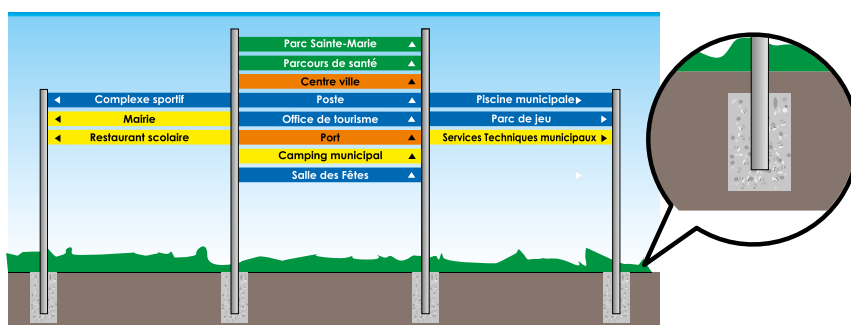 Parc Sainte-Marie
Parcours de santé
Centre ville
Complexe sportif
Poste
Piscine municipale
Mairie
Office de tourisme
Parc de jeu
Restaurant scolaire
Port
Services Techniques municipaux
Camping municipal
Salle des Fêtes